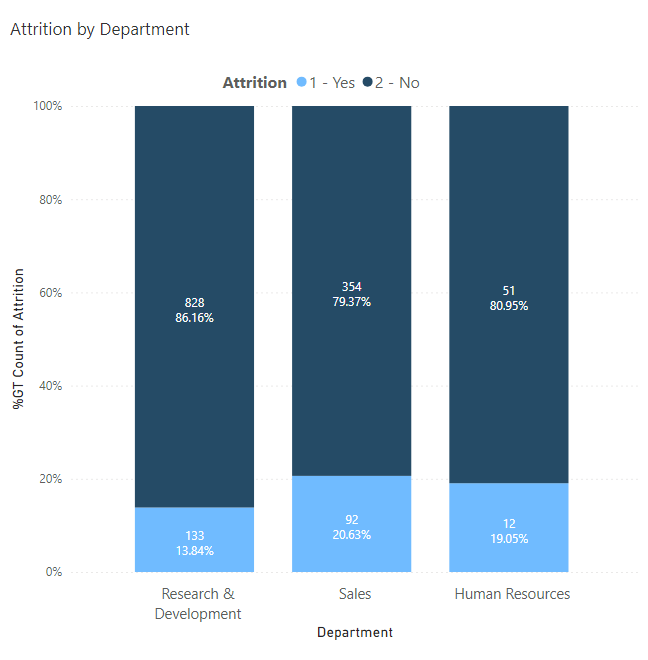 Attrition by Department
Attrition 1 - Yes 2 - No
100%
80%
60%
40%
20%
0%
%GT Count of Attrition
828
86.16%
133
13.84%
354
79.37%
92
20.63%
51
80.95%
12
19.05%
Research &
Development
Sales
Human Resources
Department